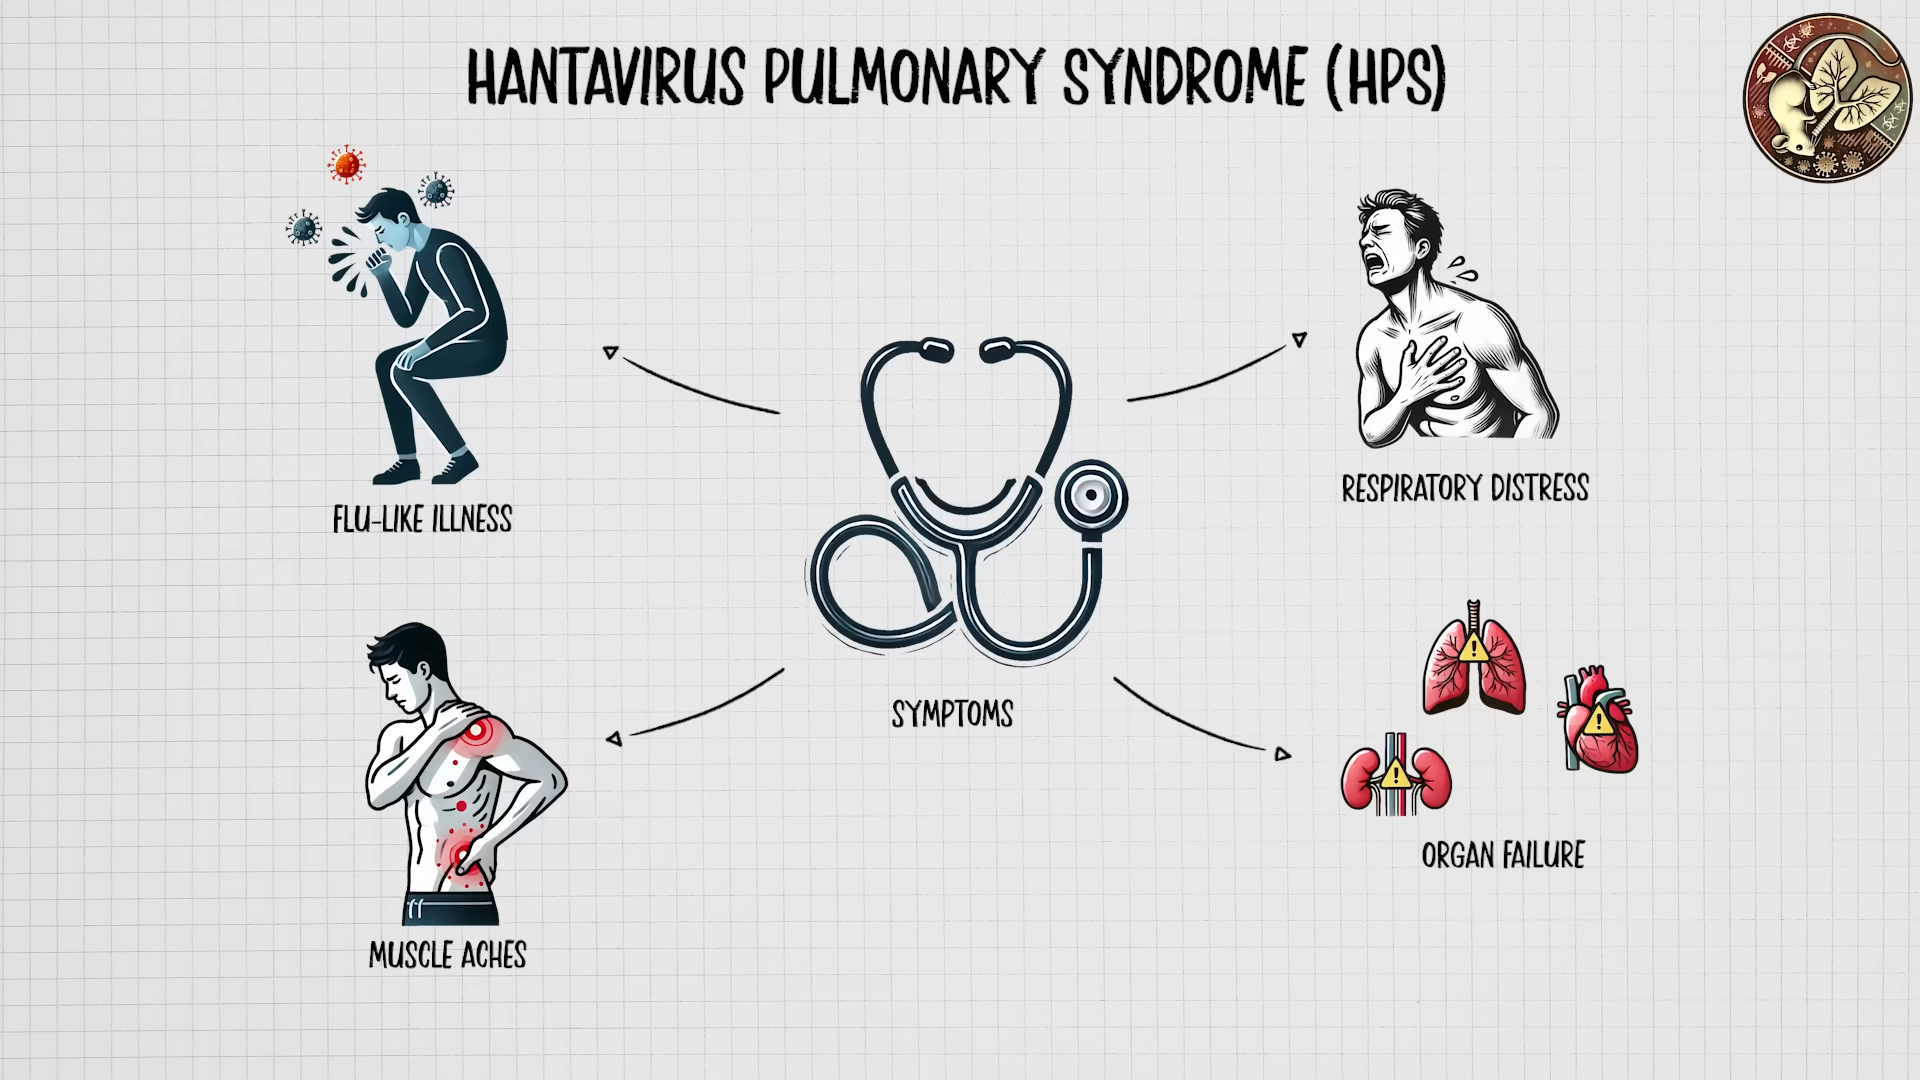 HANTAVIRUS PULMONARY SYNDROME (HPS)
FLU-LIKE ILLNESS
RESPIRATORY DISTRESS
SYMPTOMS
MUSCLE ACHES
ORGAN FAILURE